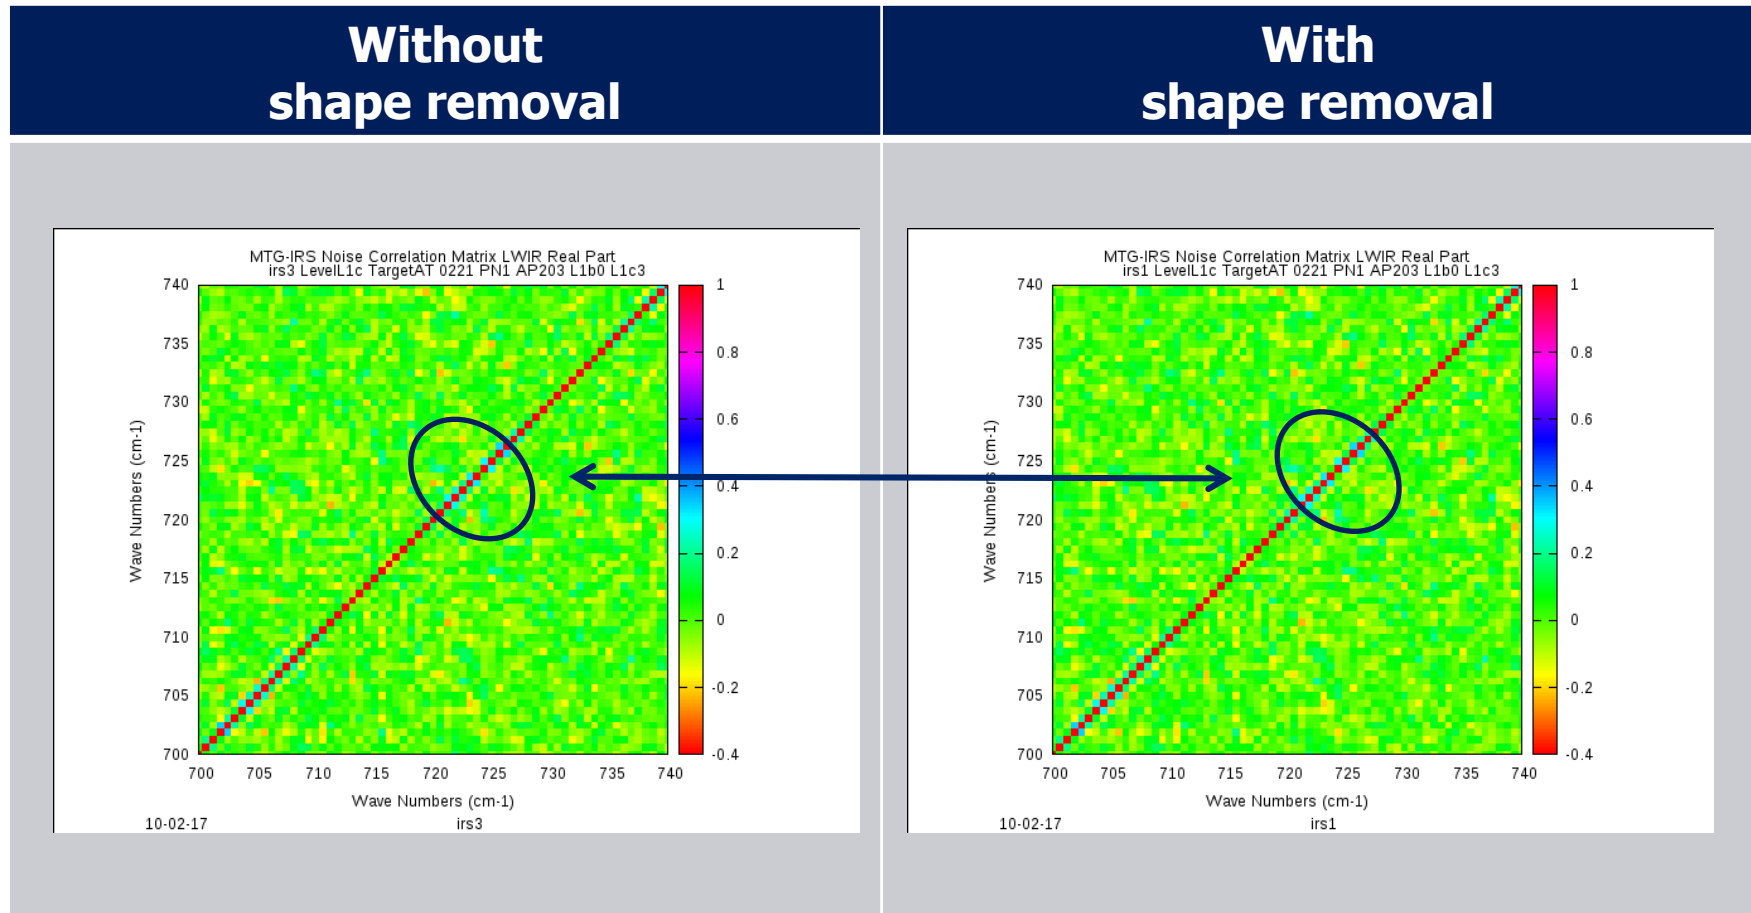 Without
shape removal
With
shape removal
MTG-IRS Noise Correlation Matrix LWIR Real Part
irs3 LevelL1c TargetAT 0221 PN1 AP203 L1b0 L1c3
740
735
730
725
720
715
710
705
700
Wave Numbers (cm-1)
700 705 710 715 720 725 730 735 740
Wave Numbers (cm-1)
1
0.8
0.6
0.4
0.2
0
-0.2
-0.4
10-02-17 irs3
MTG-IRS Noise Correlation Matrix LWIR Real Part
irs1 LevelL1c TargetAT 0221 PN1 AP203 L1b0 L1c3
740
735
730
725
720
715
710
705
700
Wave Numbers (cm-1)
700 705 710 715 720 725 730 735 740
Wave Numbers (cm-1)
1
0.8
0.6
0.4
0.2
0
-0.2
-0.4
10-02-17 irs1